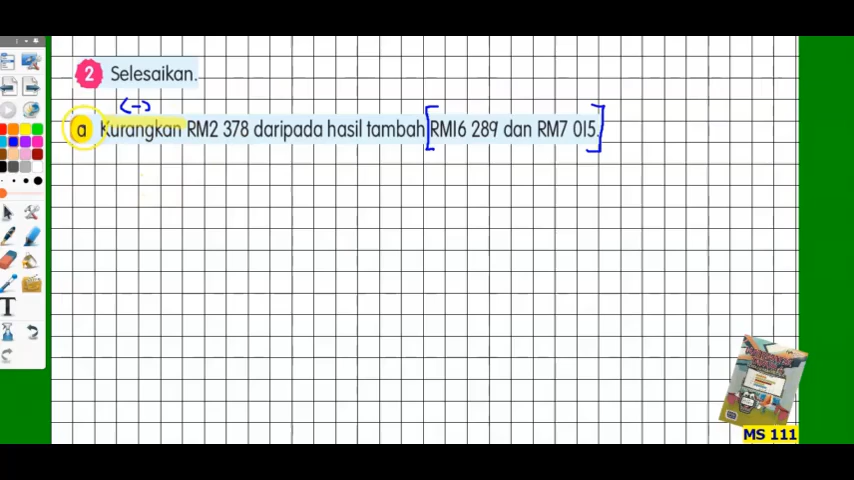 2 Selesaikan.
(-)
a Kurangkan RM2 378 daripada hasil tambah [RM16 289 dan RM7 015.]
T
MS 111